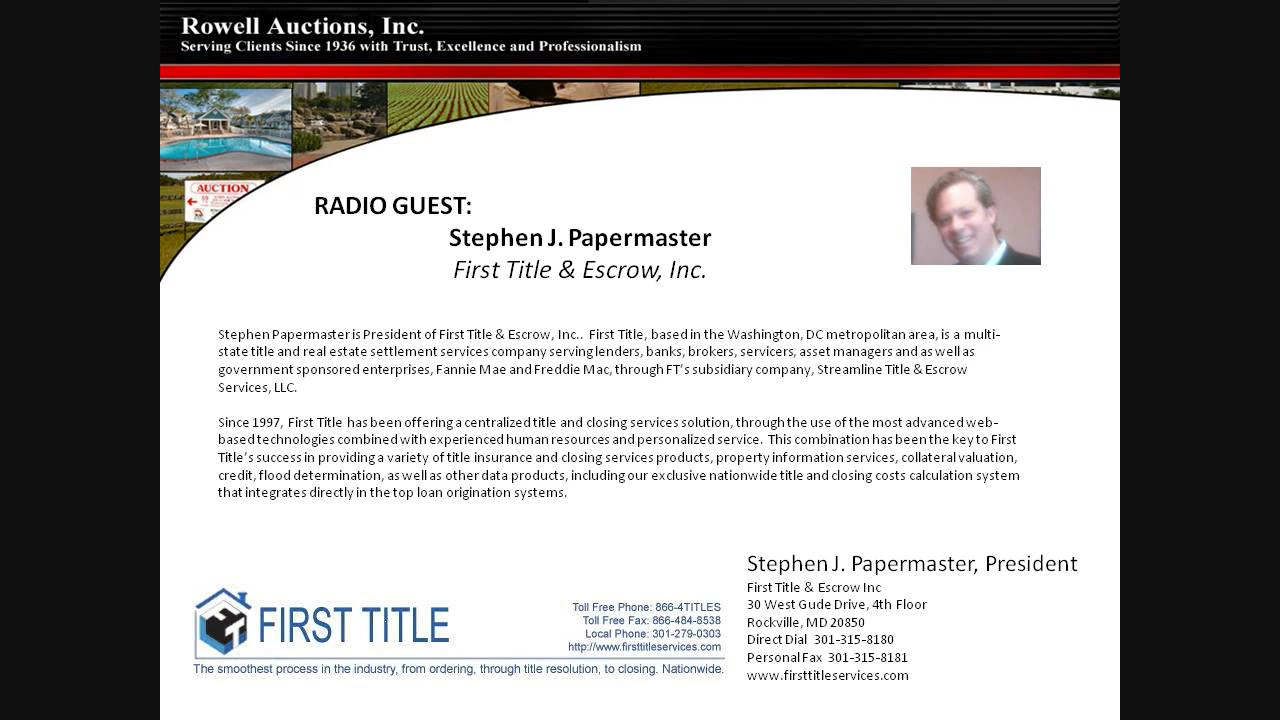 Rowell Auctions, Inc.
Serving Clients Since 1936 with Trust, Excellence and Professionalism
AUCTION
RADIO GUEST:
Stephen J. Papermaster
First Title & Escrow, Inc.
Stephen Papermaster is President of First Title & Escrow, Inc.. First Title, based in the Washington, DC metropolitan area, is a multi-
state title and real estate settlement services company serving lenders, banks, brokers, servicers, asset managers and as well as
government sponsored enterprises, Fannie Mae and Freddie Mac, through FT's subsidiary company, Streamline Title & Escrow
Services, LLC.
Since 1997, First Title has been offering a centralized title and closing services solution, through the use of the most advanced web-
based technologies combined with experienced human resources and personalized service. This combination has been the key to First
Title's success in providing a variety of title insurance and closing services products, property information services, collateral valuation,
credit, flood determination, as well as other data products, including our exclusive nationwide title and closing costs calculation system
that integrates directly in the top loan origination systems.
FT FIRST TITLE
Toll Free Phone: 866-4TITLES
Toll Free Fax: 866-484-8538
Local Phone: 301-279-0303
http://www.firsttitleservices.com
The smoothest process in the industry, from ordering, through title resolution, to closing. Nationwide.
Stephen J. Papermaster, President
First Title & Escrow Inc
30 West Gude Drive, 4th Floor
Rockville, MD 20850
Direct Dial 301-315-8180
Personal Fax 301-315-8181
www.firsttitleservices.com